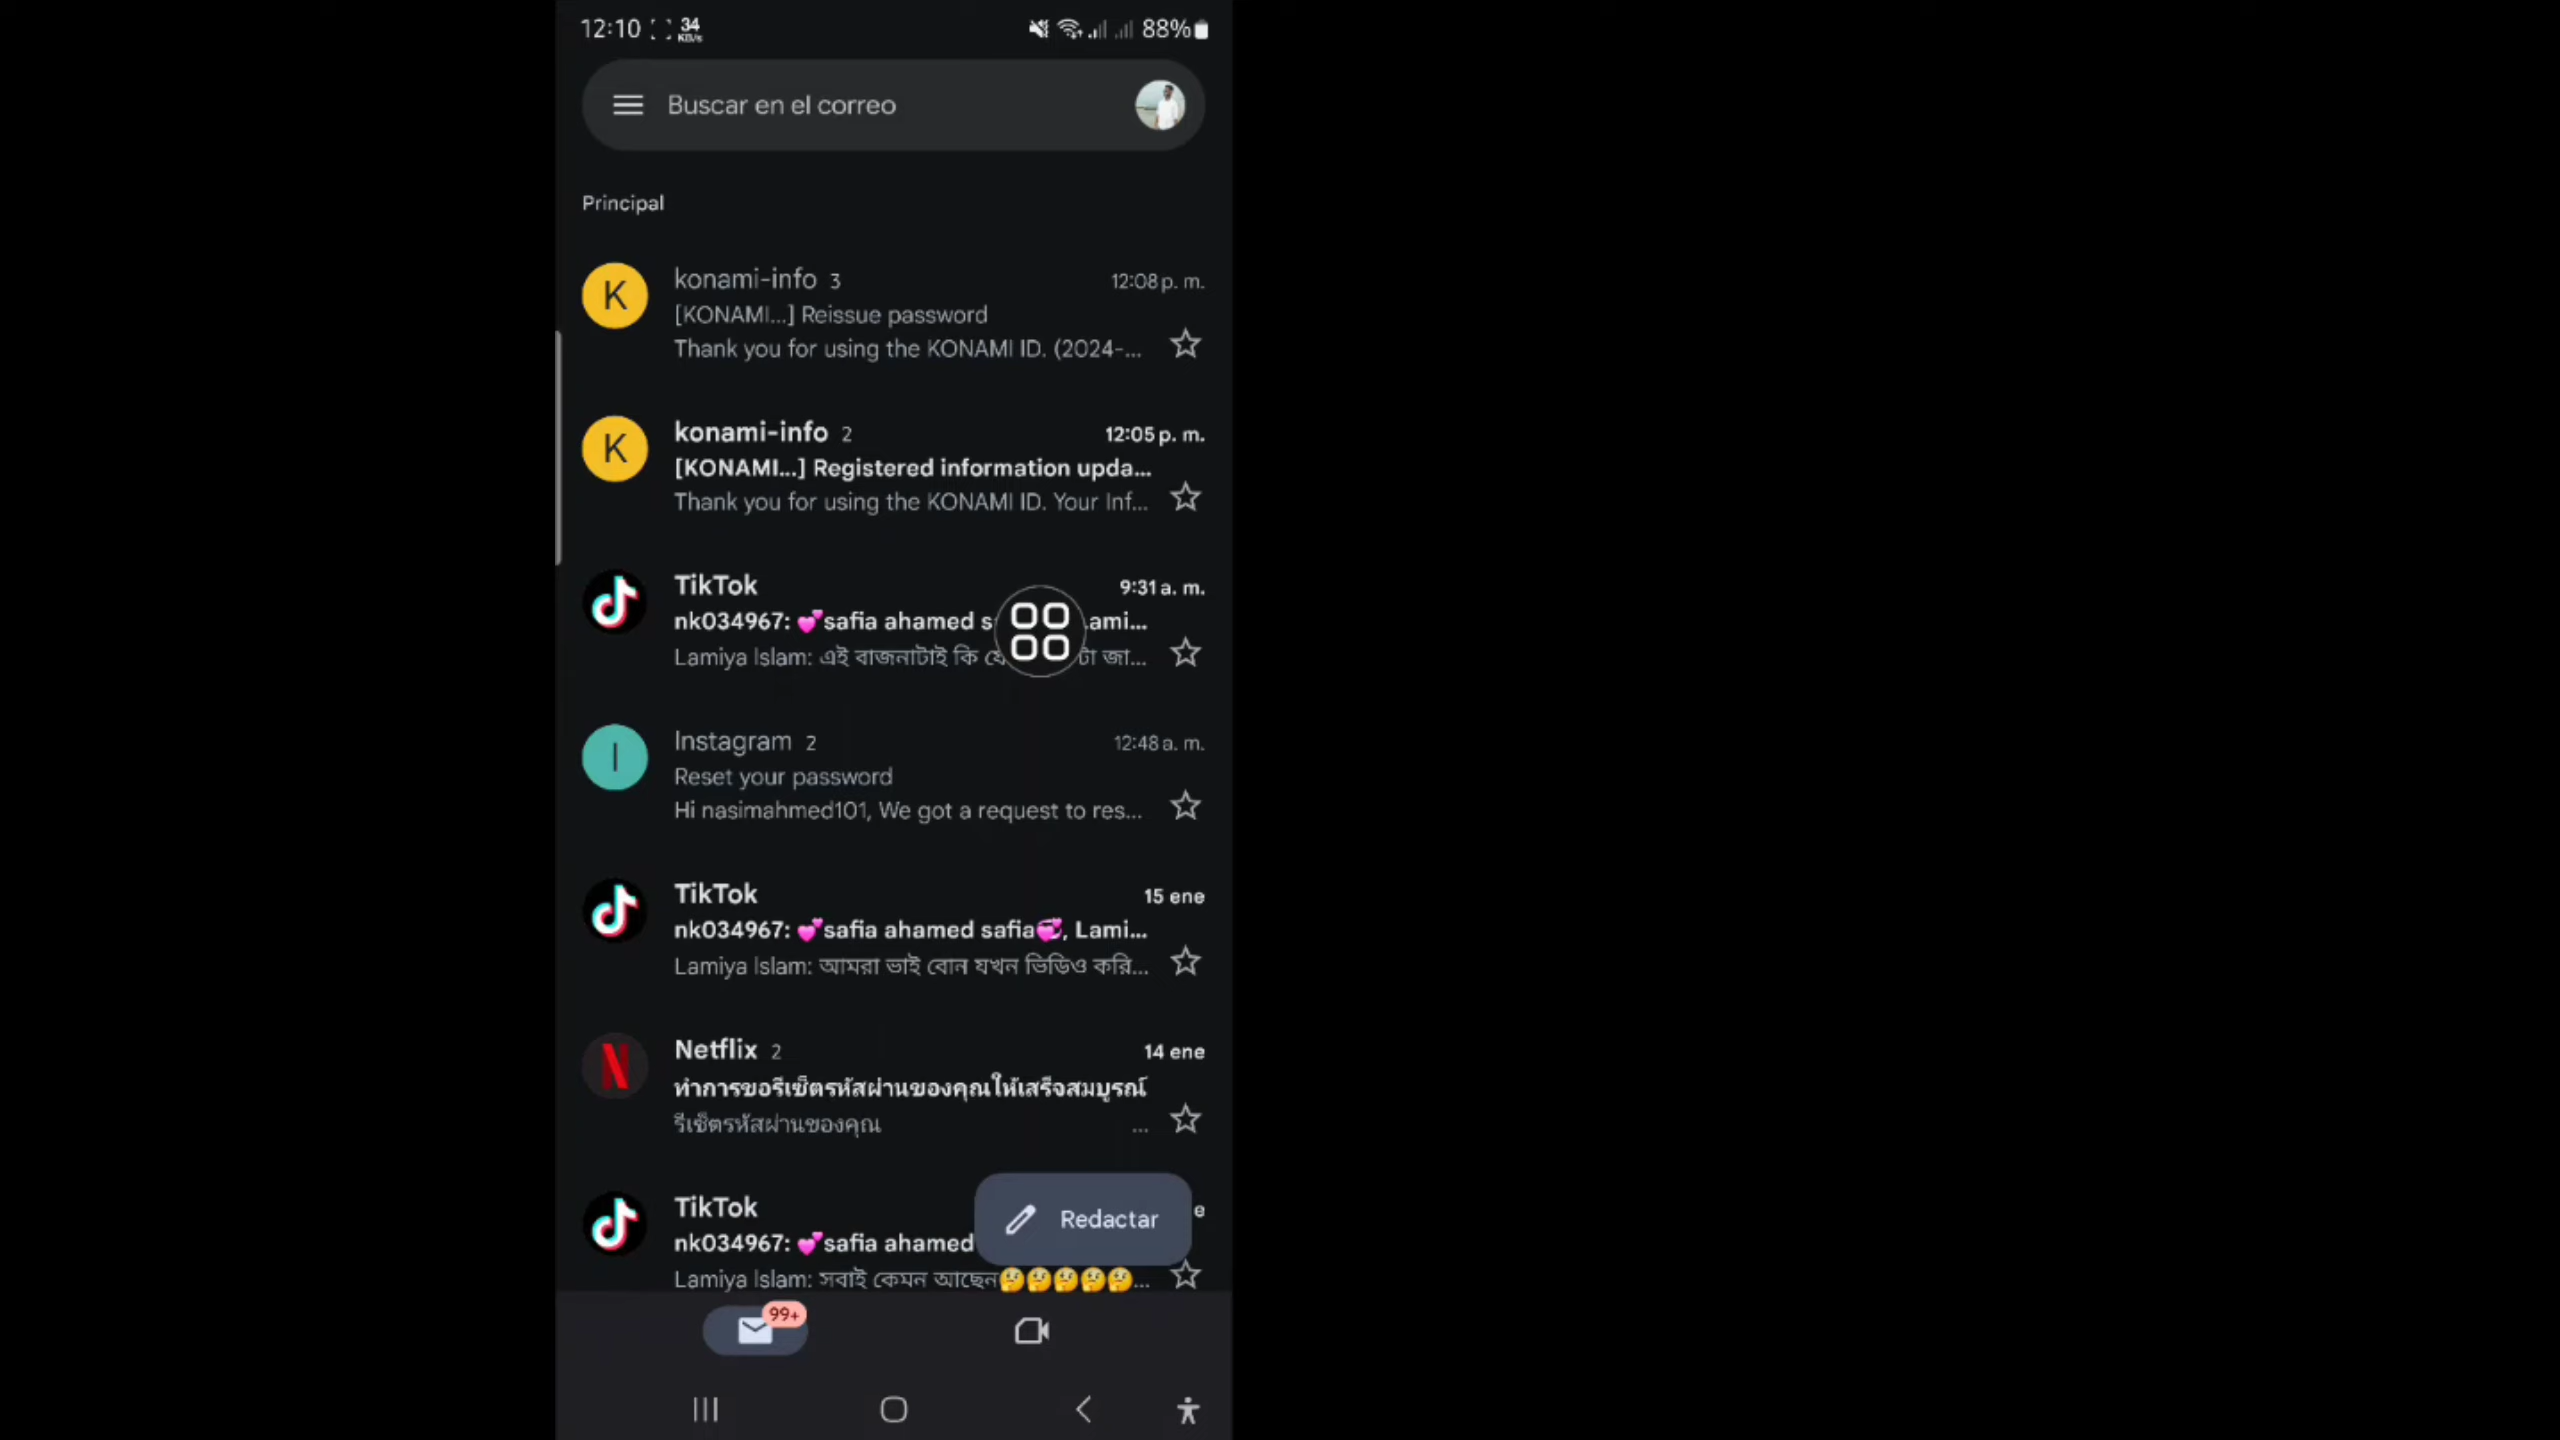 12:10 34 KB/s 88%
Buscar en el correo
Principal
K konami-info 3 12:08 p. m.
[KONAMI...] Reissue password
Thank you for using the KONAMI ID. (2024-...
K konami-info 2 12:05 p. m.
[KONAMI...] Registered information upda...
Thank you for using the KONAMI ID. Your Inf...
TikTok 9:31 a. m.
nk034967: 💕safia ahamed s ami...
Lamiya Islam: এই বাজনাটাই কি টা জা...
I Instagram 2 12:48 a. m.
Reset your password
Hi nasimahmed101, We got a request to res...
TikTok 15 ene
nk034967: 💕safia ahamed safia💞, Lami...
Lamiya Islam: আমরা ভাই বোন যখন ভিডিও করি...
N Netflix 2 14 ene
ทำการขอรีเซ็ตรหัสผ่านของคุณให้เสร็จสมบูรณ์
รีเซ็ตรหัสผ่านของคุณ ...
TikTok e
nk034967: 💕safia ahamed
Redactar
Lamiya Islam: সবাই কেমন আছেন🤔🤔🤔🤔🤔...
99+